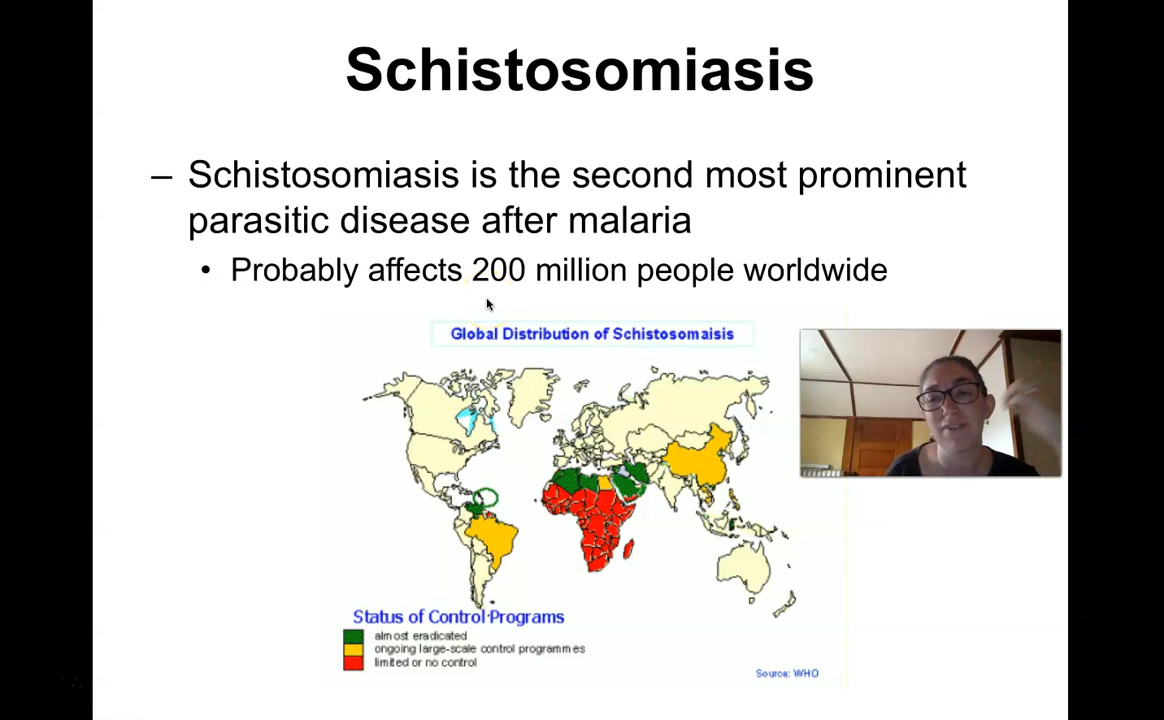 Schistosomiasis
– Schistosomiasis is the second most prominent
parasitic disease after malaria
• Probably affects 200 million people worldwide
Global Distribution of Schistosomaisis
Status of Control Programs
almost eradicated
ongoing large-scale control programmes
limited or no control
Source: WHO